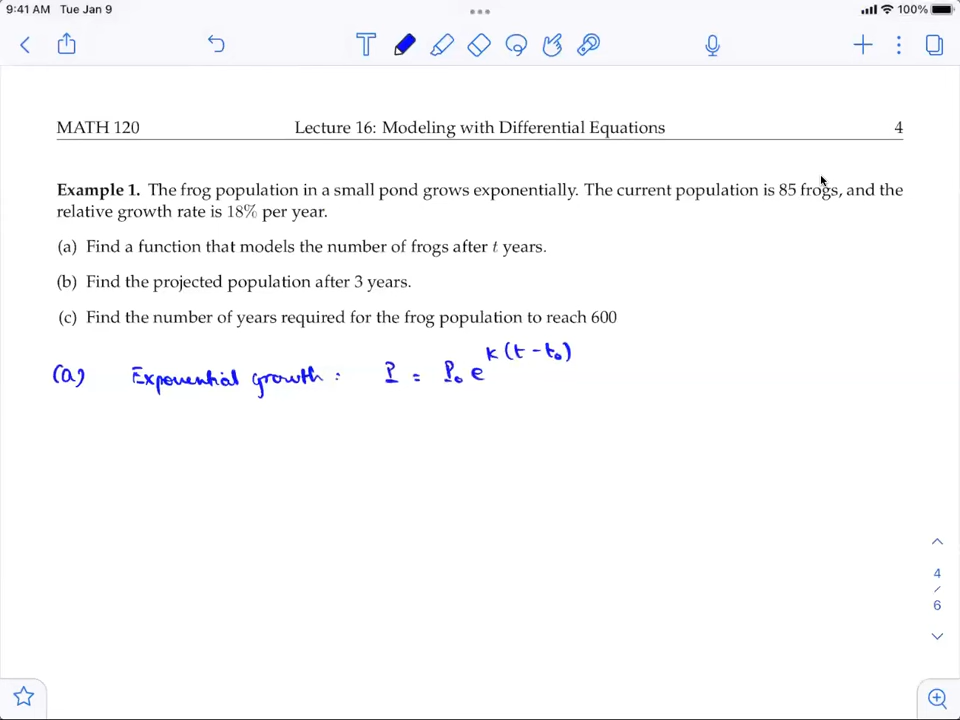 9:41 AM Tue Jan 9
100%
MATH 120 Lecture 16: Modeling with Differential Equations 4
Example 1. The frog population in a small pond grows exponentially. The current population is 85 frogs, and the
relative growth rate is 18% per year.
(a) Find a function that models the number of frogs after t years.
(b) Find the projected population after 3 years.
(c) Find the number of years required for the frog population to reach 600
(a) Exponential growth : P = P₀ e^{k(t-t₀)}
4
/
6